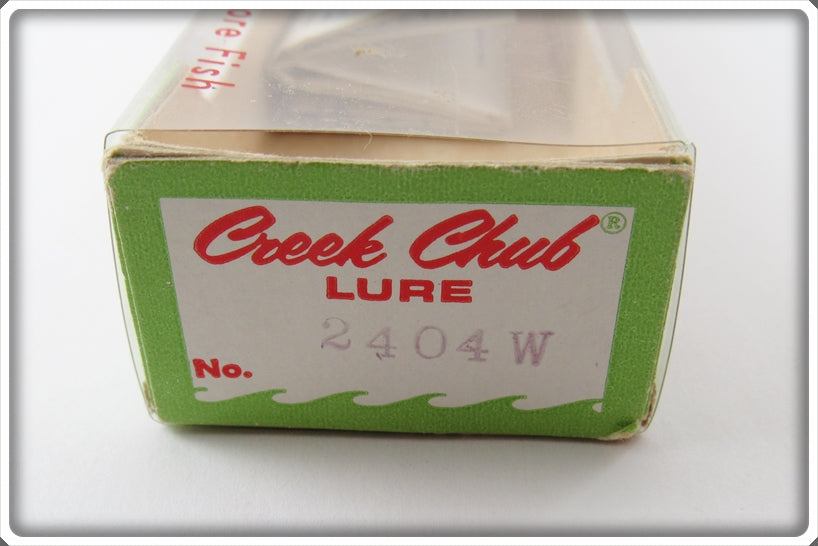 ore Fish
Creek Chub®
LURE
2404 W
No.